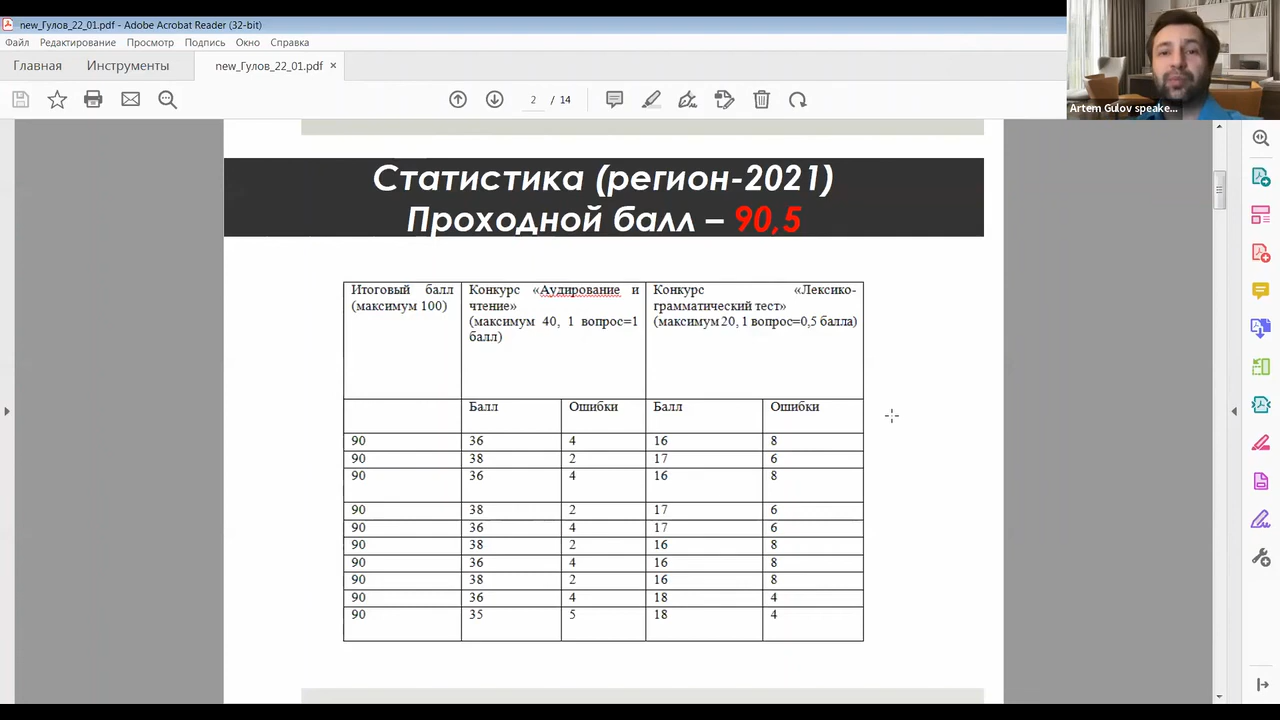 new_Гулов_22_01.pdf - Adobe Acrobat Reader (32-bit)
Файл Редактирование Просмотр Подпись Окно Справка
Главная Инструменты new_Гулов_22_01.pdf ×
2 / 14
Artem Gulov speake...
Статистика (регион-2021)
Проходной балл – 90,5
Итоговый балл
(максимум 100)
Конкурс «Аудирование и
чтение»
(максимум 40, 1 вопрос=1
балл)
Конкурс «Лексико-
грамматический тест»
(максимум 20, 1 вопрос=0,5 балла)
Балл Ошибки Балл Ошибки
90 36 4 16 8
90 38 2 17 6
90 36 4 16 8
90 38 2 17 6
90 36 4 17 6
90 38 2 16 8
90 36 4 16 8
90 38 2 16 8
90 36 4 18 4
90 35 5 18 4